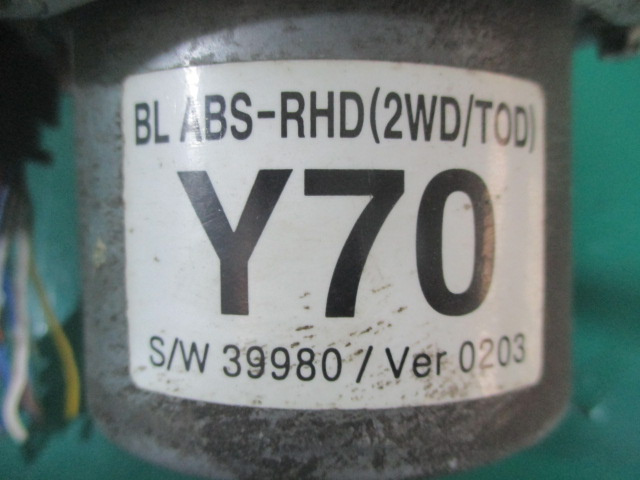 BL ABS-RHD(2WD/TOD)
Y70
S/W 39980 / Ver 0203